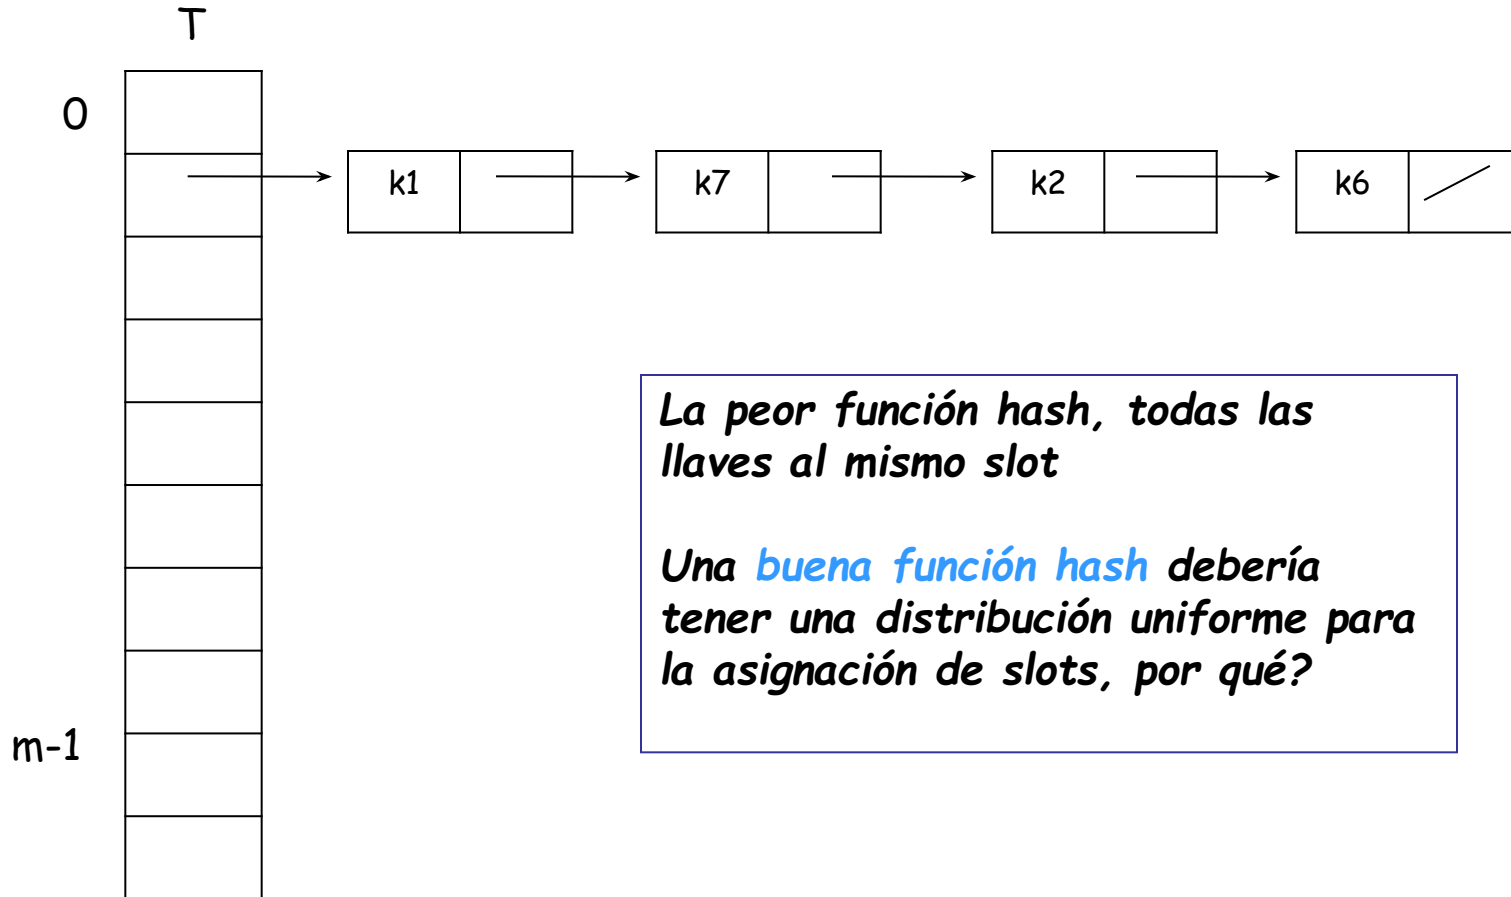 T
0
k1 k7 k2 k6
La peor función hash, todas las
llaves al mismo slot
Una buena función hash debería
tener una distribución uniforme para
la asignación de slots, por qué?
m-1